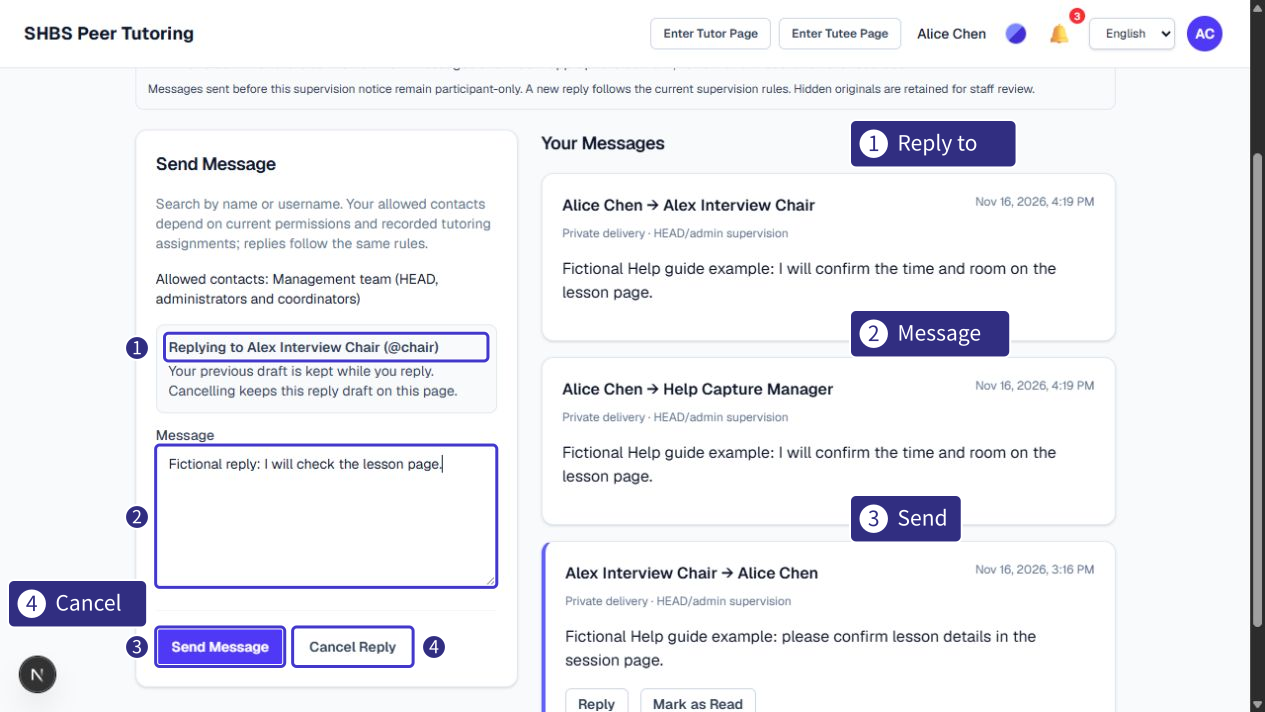 SHBS Peer Tutoring
Enter Tutor Page
Enter Tutee Page
Alice Chen
3
English
AC
Messages sent before this supervision notice remain participant-only. A new reply follows the current supervision rules. Hidden originals are retained for staff review.
Send Message
Search by name or username. Your allowed contacts
depend on current permissions and recorded tutoring
assignments; replies follow the same rules.
Allowed contacts: Management team (HEAD,
administrators and coordinators)
1
Replying to Alex Interview Chair (@chair)
Your previous draft is kept while you reply.
Cancelling keeps this reply draft on this page.
Message
Fictional reply: I will check the lesson page.
2
4 Cancel
3
Send Message
Cancel Reply
4
N
Your Messages
1 Reply to
Alice Chen → Alex Interview Chair
Nov 16, 2026, 4:19 PM
Private delivery · HEAD/admin supervision
Fictional Help guide example: I will confirm the time and room on the
lesson page.
2 Message
Alice Chen → Help Capture Manager
Nov 16, 2026, 4:19 PM
Private delivery · HEAD/admin supervision
Fictional Help guide example: I will confirm the time and room on the
lesson page.
3 Send
Alex Interview Chair → Alice Chen
Nov 16, 2026, 3:16 PM
Private delivery · HEAD/admin supervision
Fictional Help guide example: please confirm lesson details in the
session page.
Reply
Mark as Read